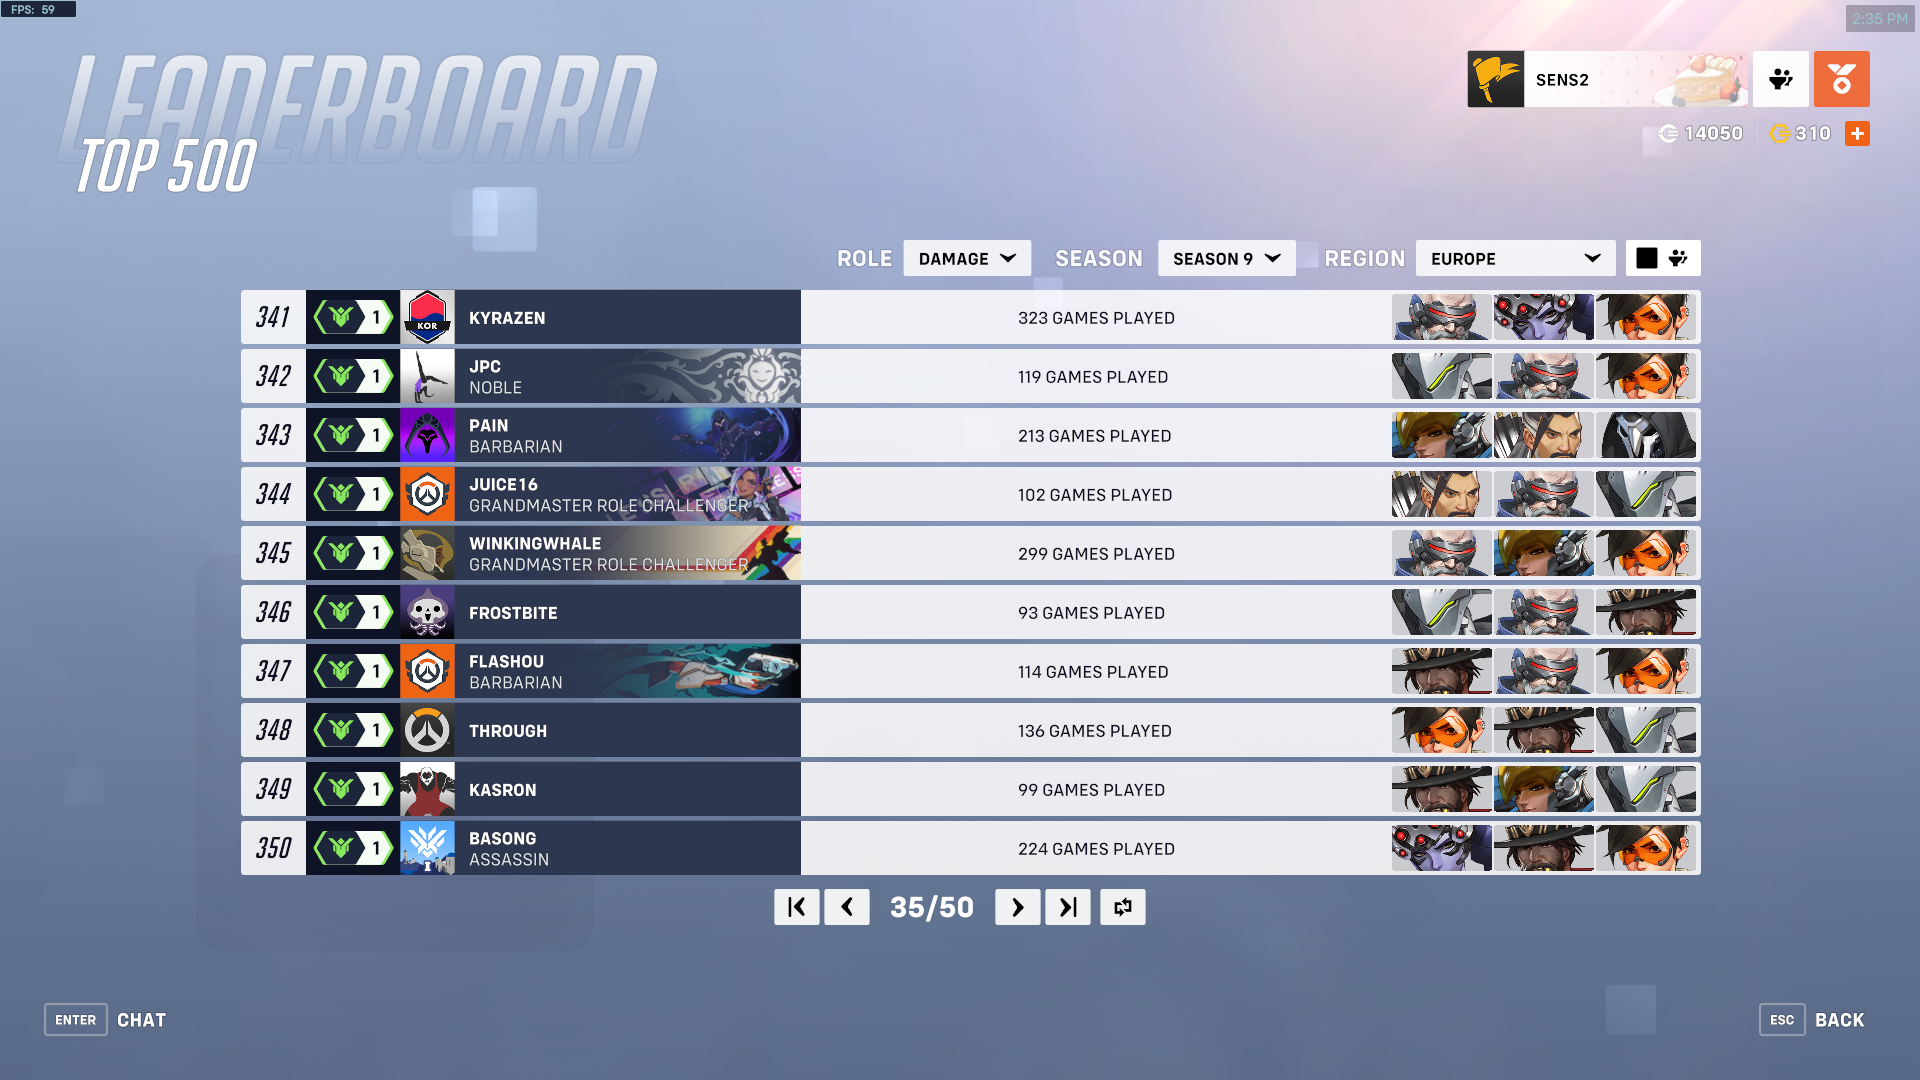 FPS: 59
2:35 PM
LEADERBOARD
TOP 500
SENS2
14050
310
ROLE DAMAGE SEASON SEASON 9 REGION EUROPE
341 1 KOR KYRAZEN 323 GAMES PLAYED
342 1 JPC 119 GAMES PLAYED
NOBLE
343 1 PAIN 213 GAMES PLAYED
BARBARIAN
344 1 JUICE16 102 GAMES PLAYED
GRANDMASTER ROLE CHALLENGER
345 1 WINKINGWHALE 299 GAMES PLAYED
GRANDMASTER ROLE CHALLENGER
346 1 FROSTBITE 93 GAMES PLAYED
347 1 FLASHOU 114 GAMES PLAYED
BARBARIAN
348 1 THROUGH 136 GAMES PLAYED
349 1 KASRON 99 GAMES PLAYED
350 1 BASONG 224 GAMES PLAYED
ASSASSIN
35/50
ENTER CHAT
ESC BACK